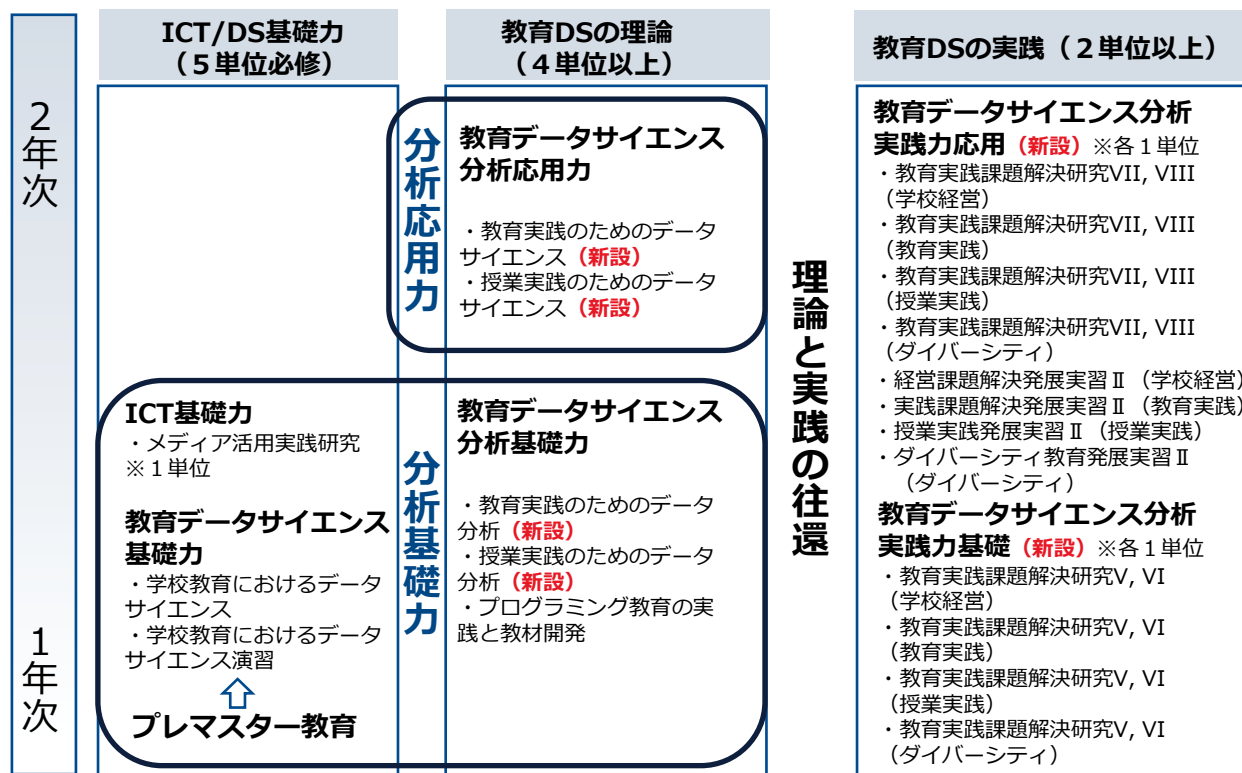 ICT/DS基礎力
（５単位必修）
教育DSの理論
（４単位以上）
教育DSの実践（２単位以上）
２年次
１年次
分析応用力
教育データサイエンス
分析応用力
・教育実践のためのデータ
サイエンス（新設）
・授業実践のためのデータ
サイエンス（新設）
ICT基礎力
・メディア活用実践研究
※１単位
教育データサイエンス
基礎力
・学校教育におけるデータ
サイエンス
・学校教育におけるデータ
サイエンス演習
プレマスター教育
分析基礎力
教育データサイエンス
分析基礎力
・教育実践のためのデータ
分析（新設）
・授業実践のためのデータ
分析（新設）
・プログラミング教育の実
践と教材開発
理論と実践の往還
教育データサイエンス分析
実践力応用（新設）※各１単位
・教育実践課題解決研究VII, VIII
（学校経営）
・教育実践課題解決研究VII, VIII
（教育実践）
・教育実践課題解決研究VII, VIII
（授業実践）
・教育実践課題解決研究VII, VIII
（ダイバーシティ）
・経営課題解決発展実習Ⅱ（学校経営）
・実践課題解決発展実習Ⅱ（教育実践）
・授業実践発展実習Ⅱ（授業実践）
・ダイバーシティ教育発展実習Ⅱ
（ダイバーシティ）
教育データサイエンス分析
実践力基礎（新設）※各１単位
・教育実践課題解決研究V, VI
（学校経営）
・教育実践課題解決研究V, VI
（教育実践）
・教育実践課題解決研究V, VI
（授業実践）
・教育実践課題解決研究V, VI
（ダイバーシティ）